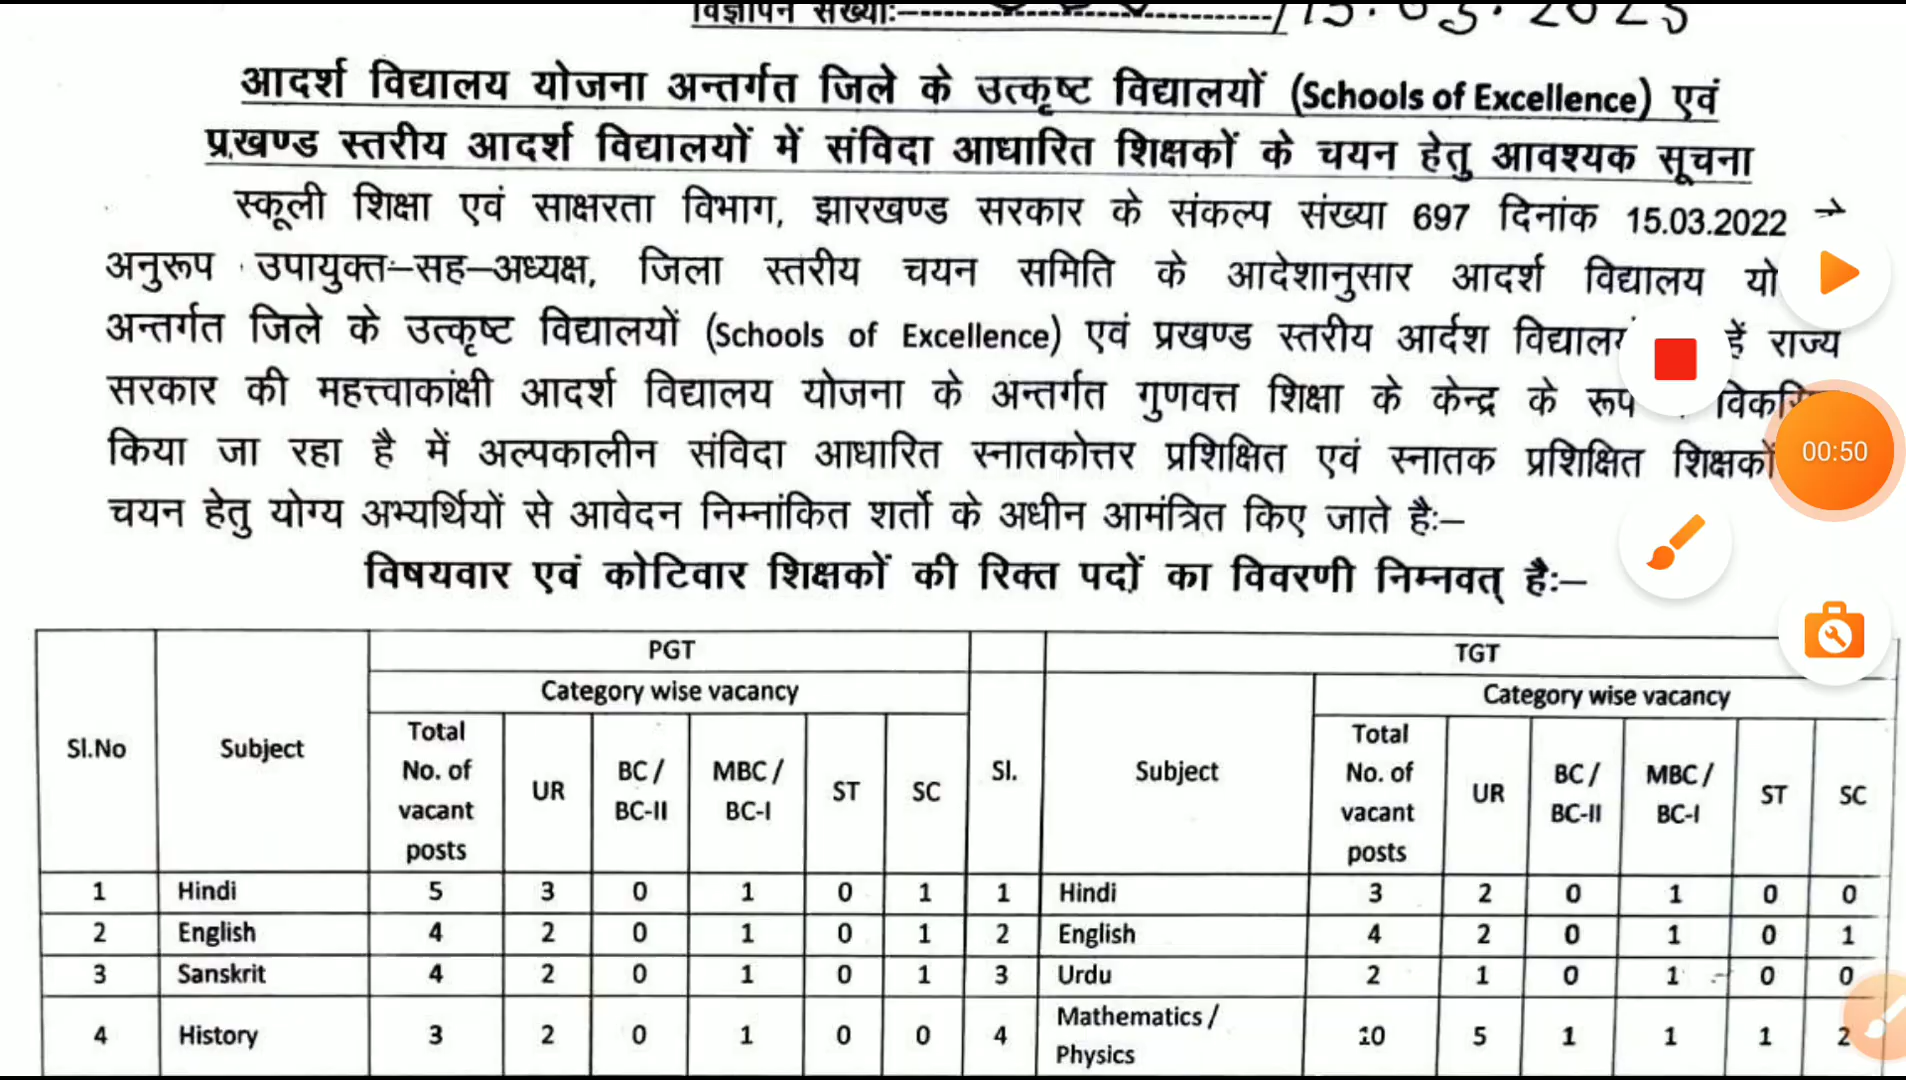 विज्ञापन संख्याः–
आदर्श विद्यालय योजना अन्तर्गत जिले के उत्कृष्ट विद्यालयों (Schools of Excellence) एवं
प्रखण्ड स्तरीय आदर्श विद्यालयों में संविदा आधारित शिक्षकों के चयन हेतु आवश्यक सूचना
स्कूली शिक्षा एवं साक्षरता विभाग, झारखण्ड सरकार के संकल्प संख्या 697 दिनांक 15.03.2022
अनुरूप उपायुक्त–सह–अध्यक्ष, जिला स्तरीय चयन समिति के आदेशानुसार आदर्श विद्यालय
अन्तर्गत जिले के उत्कृष्ट विद्यालयों (Schools of Excellence) एवं प्रखण्ड स्तरीय आर्दश राज्य
सरकार की महत्त्वाकांक्षी आदर्श विद्यालय योजना के अन्तर्गत गुणवत्त शिक्षा के केन्द्र के रूप
किया जा रहा है में अल्पकालीन संविदा आधारित स्नातकोत्तर प्रशिक्षित एवं स्नातक प्रशिक्षित शिक्षकों 00:50
चयन हेतु योग्य अभ्यर्थियों से आवेदन निम्नांकित शर्तो के अधीन आमंत्रित किए जाते हैः–
विषयवार एवं कोटिवार शिक्षकों की रिक्त पदों का विवरणी निम्नवत् हैः–
PGT TGT
Category wise vacancy Category wise vacancy
Sl.No Subject Total No. of vacant posts UR BC / BC-II MBC / BC-I ST SC Sl. Subject Total No. of vacant posts UR BC / BC-II MBC / BC-I ST SC
1 Hindi 5 3 0 1 0 1 1 Hindi 3 2 0 1 0 0
2 English 4 2 0 1 0 1 2 English 4 2 0 1 0 1
3 Sanskrit 4 2 0 1 0 1 3 Urdu 2 1 0 1 0 0
4 History 3 2 0 1 0 0 4 Mathematics / Physics 10 5 1 1 1 2